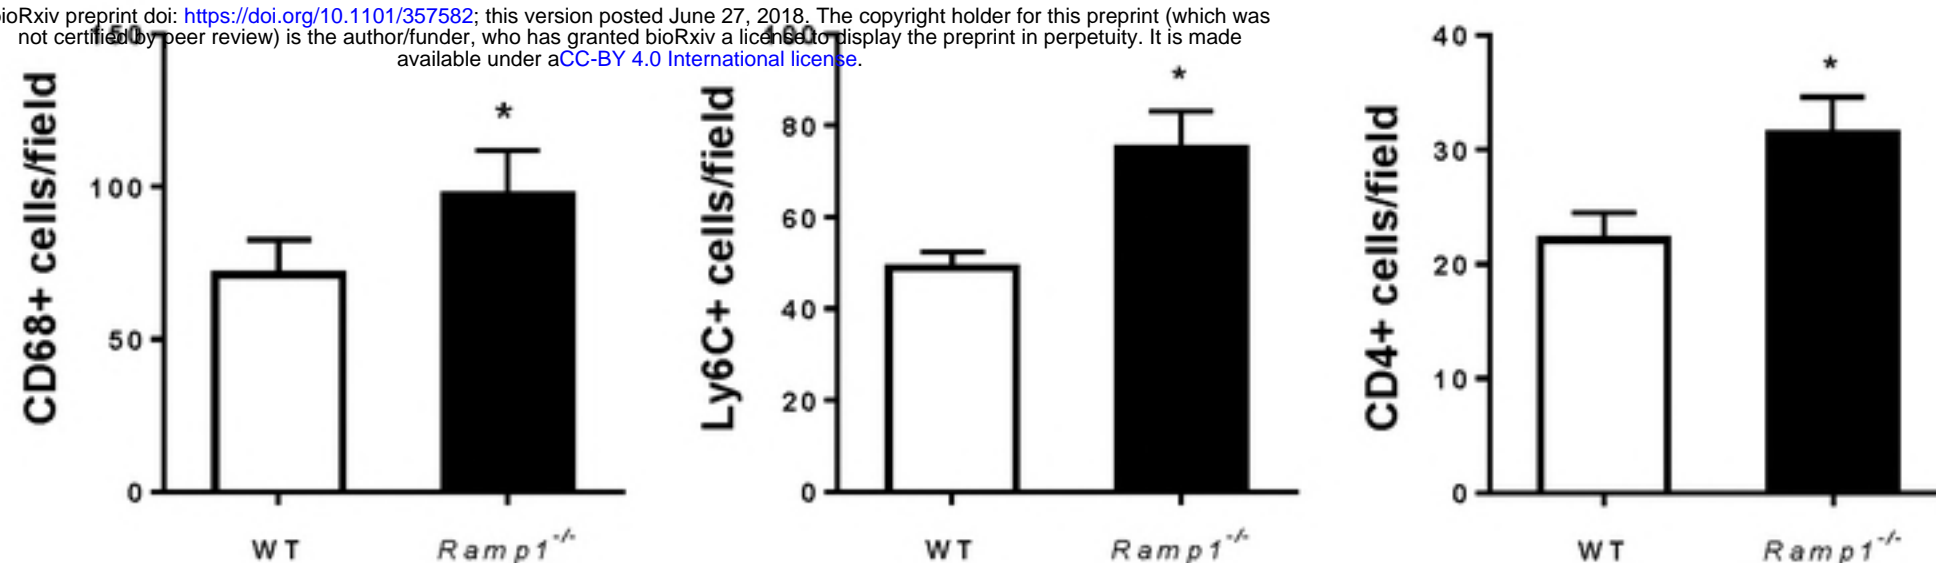 bioRxiv preprint doi: https://doi.org/10.1101/357582; this version posted June 27, 2018. The copyright holder for this preprint (which was
not certified by peer review) is the author/funder, who has granted bioRxiv a license to display the preprint in perpetuity. It is made
available under aCC-BY 4.0 International license.
CD68+ cells/field
150
100
50
0
*
WT
Ramp1-/-
Ly6C+ cells/field
100
80
60
40
20
0
*
WT
Ramp1-/-
CD4+ cells/field
40
30
20
10
0
*
WT
Ramp1-/-